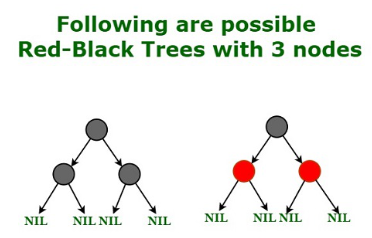 Following are possible
Red-Black Trees with 3 nodes
NIL NIL NIL NIL NIL NIL NIL NIL